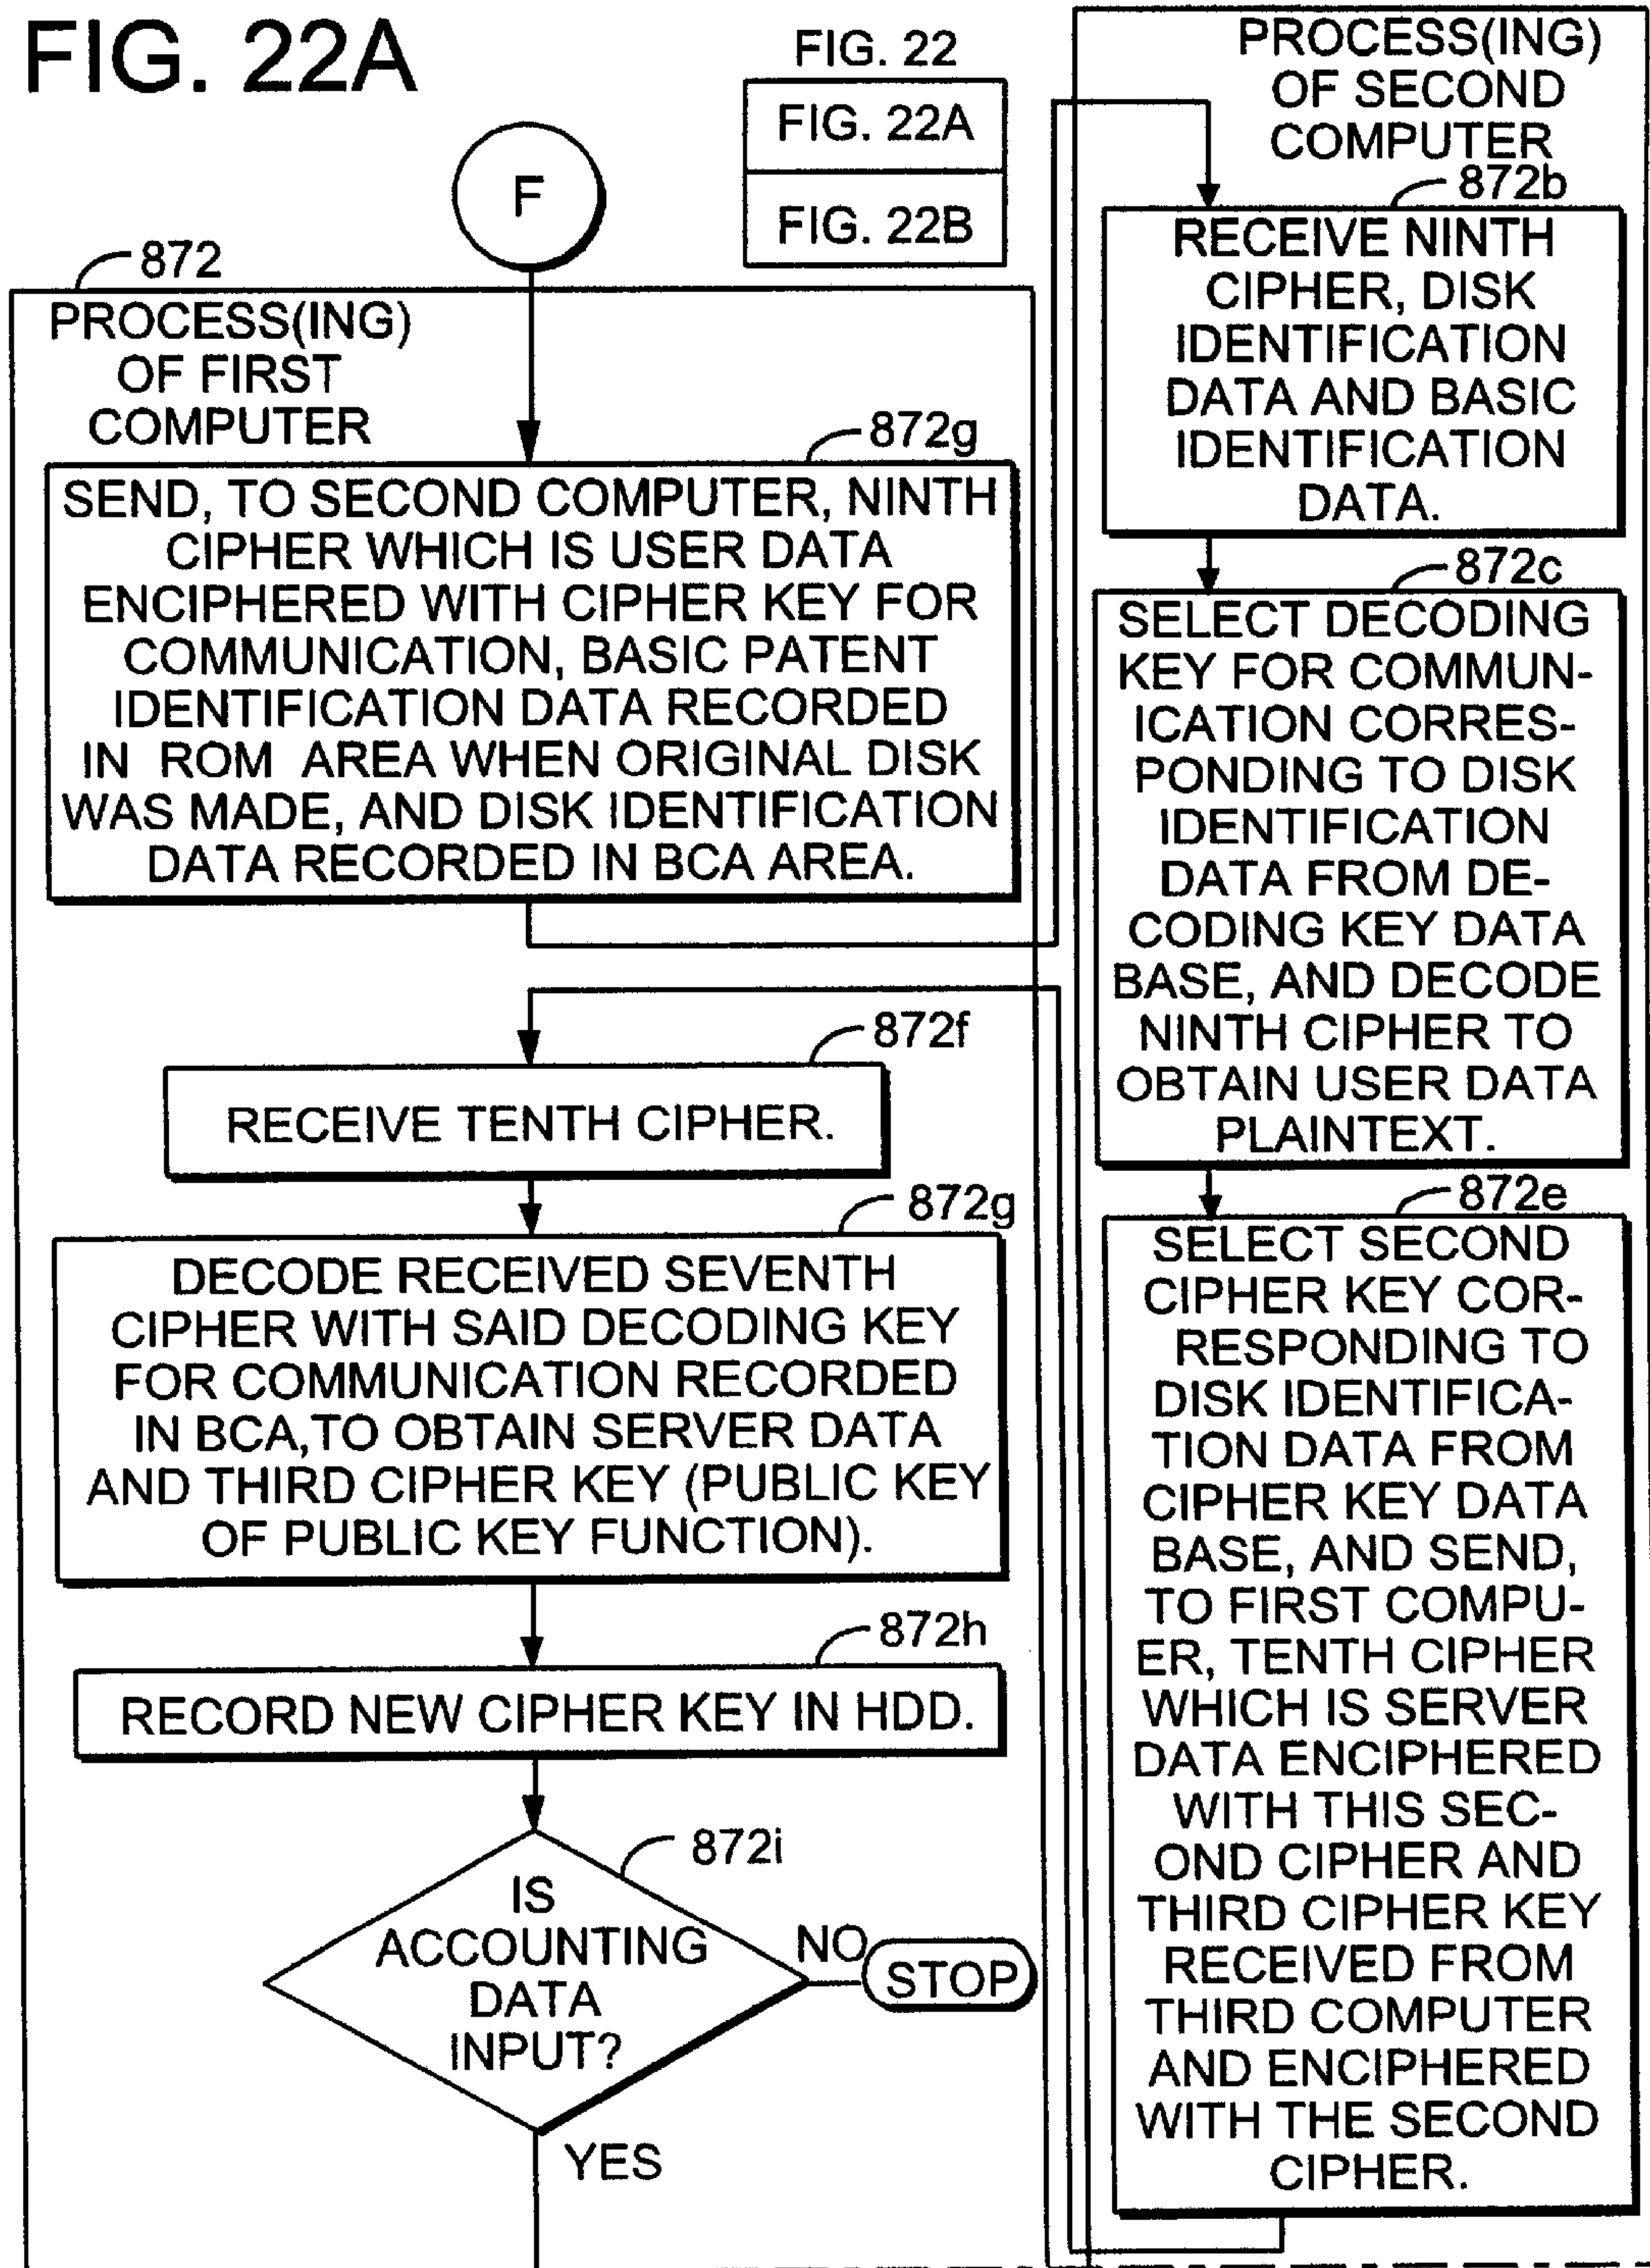 FIG. 22A
FIG. 22
FIG. 22A
FIG. 22B
F
872
PROCESS(ING)
OF FIRST
COMPUTER
872g
SEND, TO SECOND COMPUTER, NINTH
CIPHER WHICH IS USER DATA
ENCIPHERED WITH CIPHER KEY FOR
COMMUNICATION, BASIC PATENT
IDENTIFICATION DATA RECORDED
IN ROM AREA WHEN ORIGINAL DISK
WAS MADE, AND DISK IDENTIFICATION
DATA RECORDED IN BCA AREA.
872f
RECEIVE TENTH CIPHER.
872g
DECODE RECEIVED SEVENTH
CIPHER WITH SAID DECODING KEY
FOR COMMUNICATION RECORDED
IN BCA,TO OBTAIN SERVER DATA
AND THIRD CIPHER KEY (PUBLIC KEY
OF PUBLIC KEY FUNCTION).
872h
RECORD NEW CIPHER KEY IN HDD.
872i
IS
ACCOUNTING
DATA
INPUT?
NO
STOP
YES
PROCESS(ING)
OF SECOND
COMPUTER
872b
RECEIVE NINTH
CIPHER, DISK
IDENTIFICATION
DATA AND BASIC
IDENTIFICATION
DATA.
872c
SELECT DECODING
KEY FOR COMMUN-
ICATION CORRES-
PONDING TO DISK
IDENTIFICATION
DATA FROM DE-
CODING KEY DATA
BASE, AND DECODE
NINTH CIPHER TO
OBTAIN USER DATA
PLAINTEXT.
872e
SELECT SECOND
CIPHER KEY COR-
RESPONDING TO
DISK IDENTIFICA-
TION DATA FROM
CIPHER KEY DATA
BASE, AND SEND,
TO FIRST COMPU-
ER, TENTH CIPHER
WHICH IS SERVER
DATA ENCIPHERED
WITH THIS SEC-
OND CIPHER AND
THIRD CIPHER KEY
RECEIVED FROM
THIRD COMPUTER
AND ENCIPHERED
WITH THE SECOND
CIPHER.